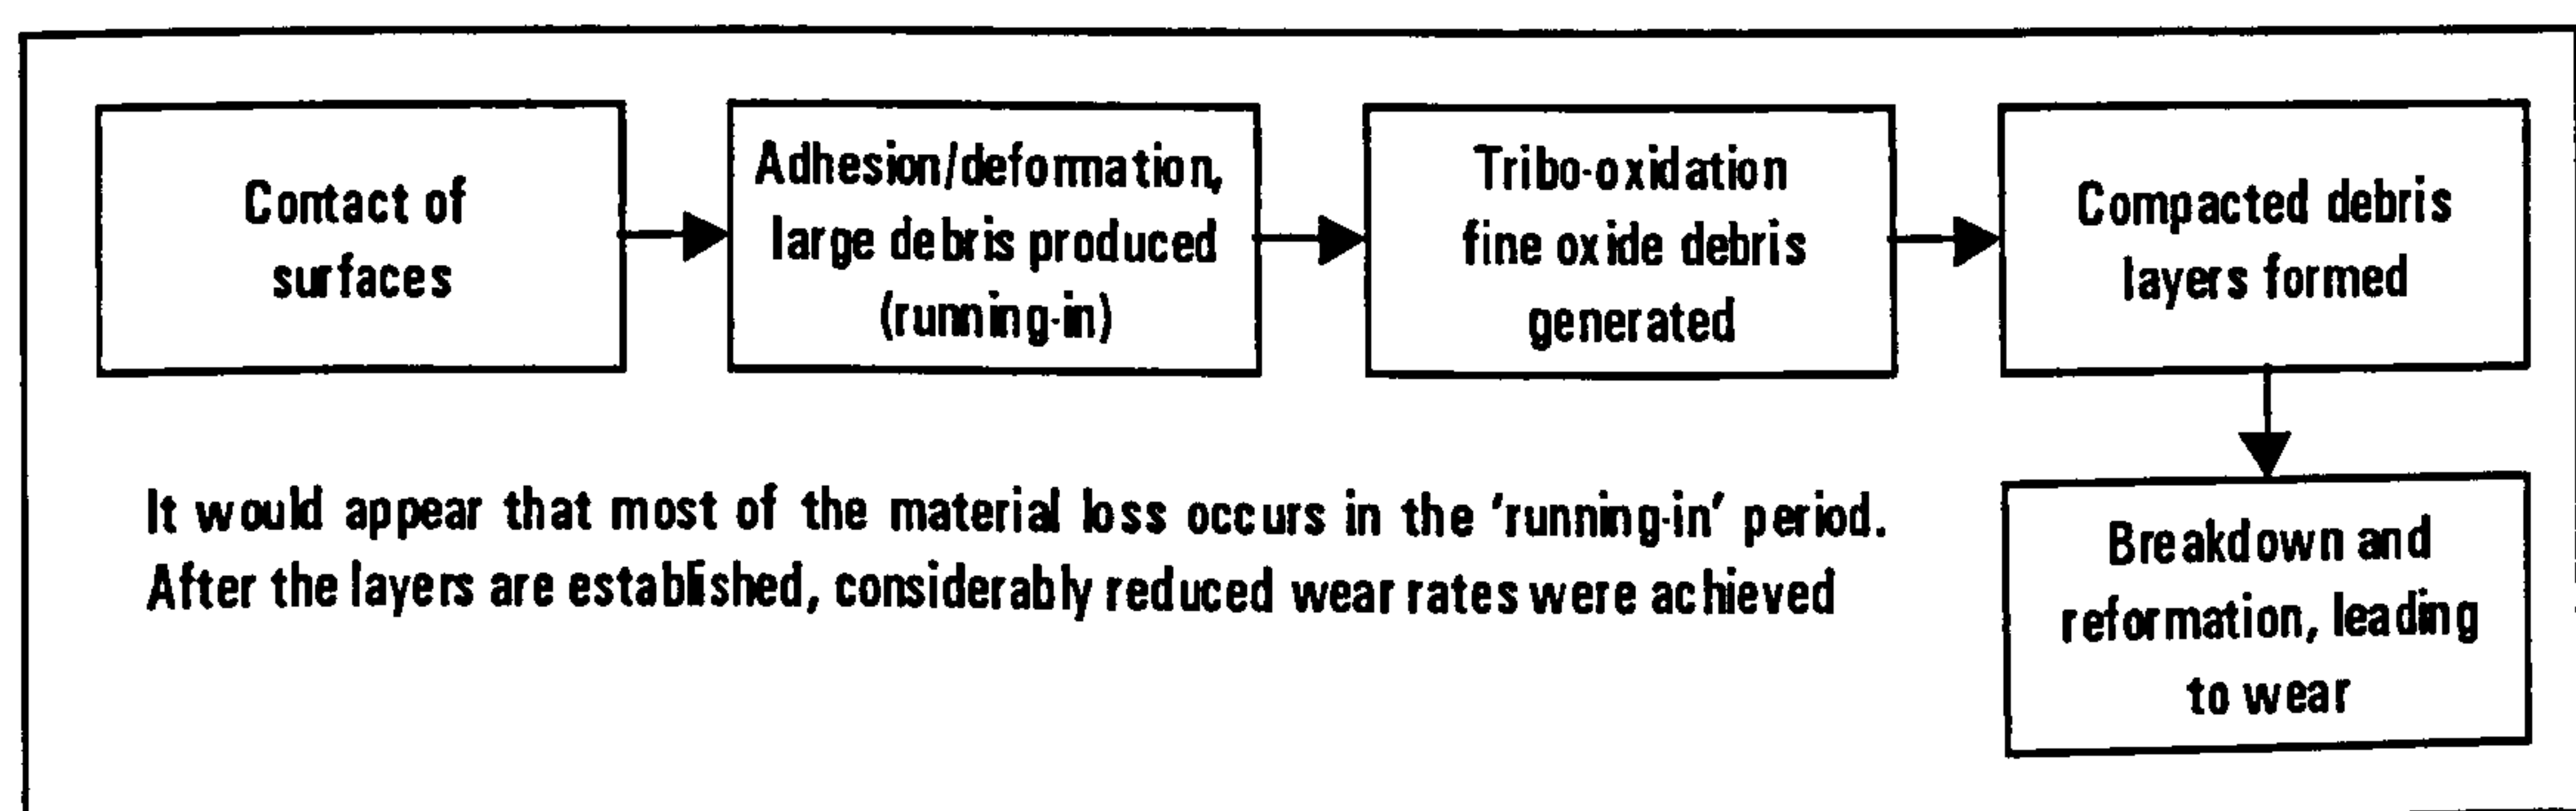 Contact of
surfaces
Adhesion/deformation,
large debris produced
(running-in)
Tribo-oxidation
fine oxide debris
generated
Compacted debris
layers formed
It would appear that most of the material loss occurs in the ‘running-in’ period.
After the layers are established, considerably reduced wear rates were achieved
Breakdown and
reformation, leading
to wear